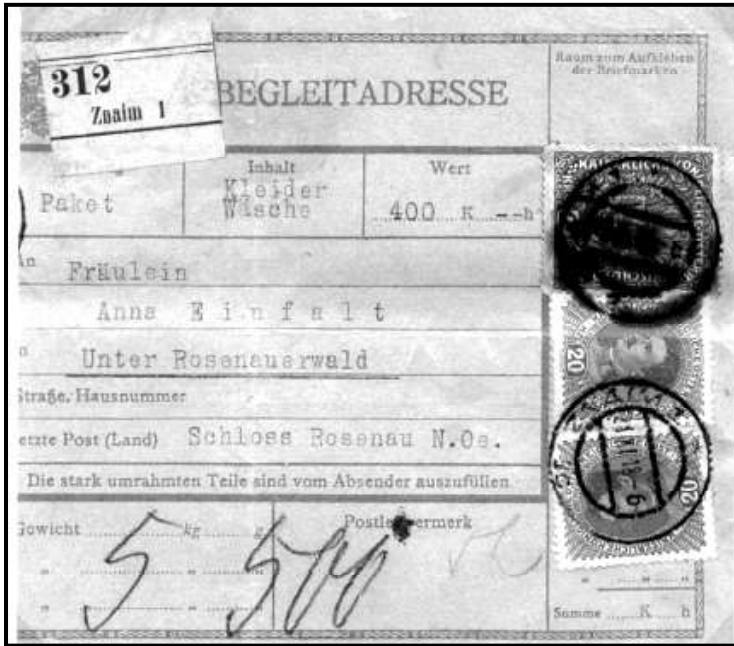 312
Znaim 1
BEGLEITADRESSE
Raum zum Aufkleben
der Briefmarken
Paket
Inhalt
Kleider
Wäsche
Wert
400 K --h
Fräulein
Anna Einfalt
Unter Rosenauerwald
Straße, Hausnummer
etzte Post (Land) Schloss Rosenau N.Oe.
Die stark umrahmten Teile sind vom Absender auszufüllen
Gewicht kg g
5 500
20
20
ZNAIM
Summe K h